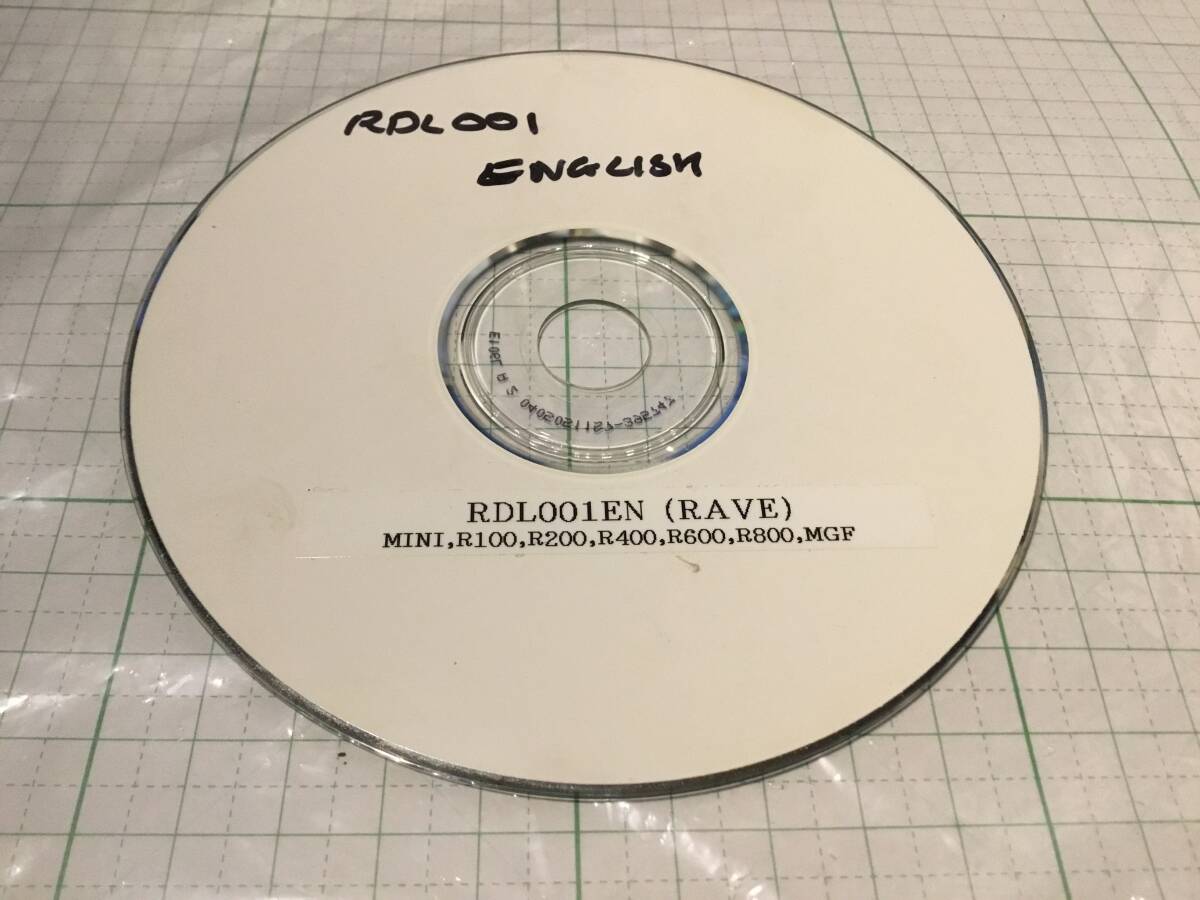 RDL001
ENGLISH
RDL001EN (RAVE)
MINI,R100,R200,R400,R600,R800,MGF